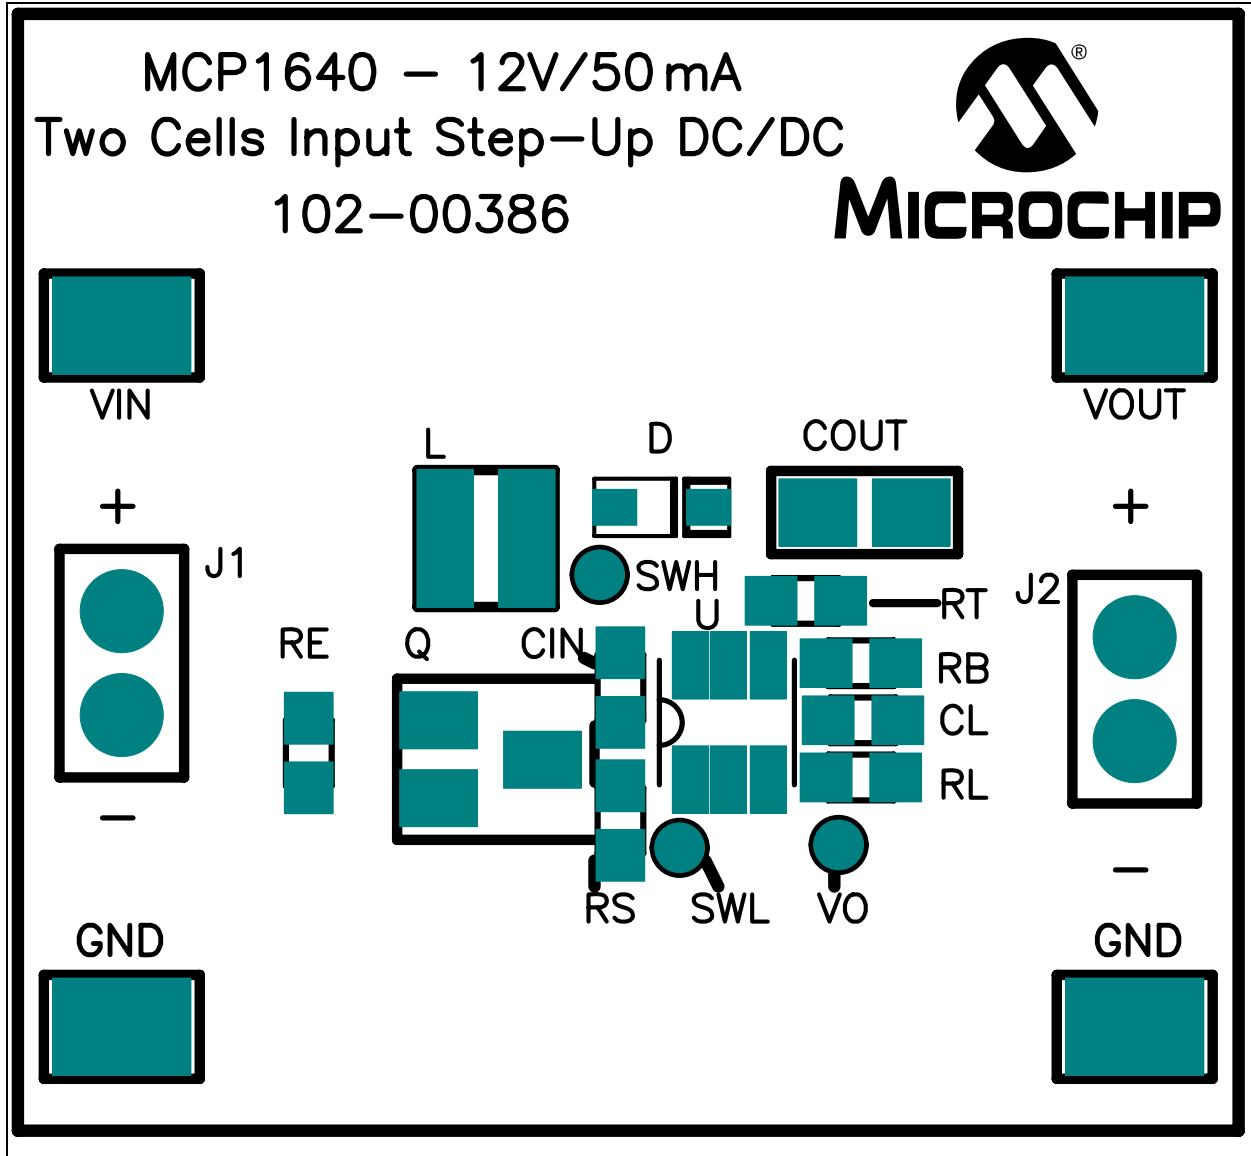 MCP1640 - 12V/50mA
Two Cells Input Step-Up DC/DC
102-00386
®
MICROCHIP
VIN
VOUT
L
D
COUT
+
+
J1
SWH
J2
U
RT
RE
Q
CIN
RB
CL
RL
-
-
RS
SWL
VO
GND
GND